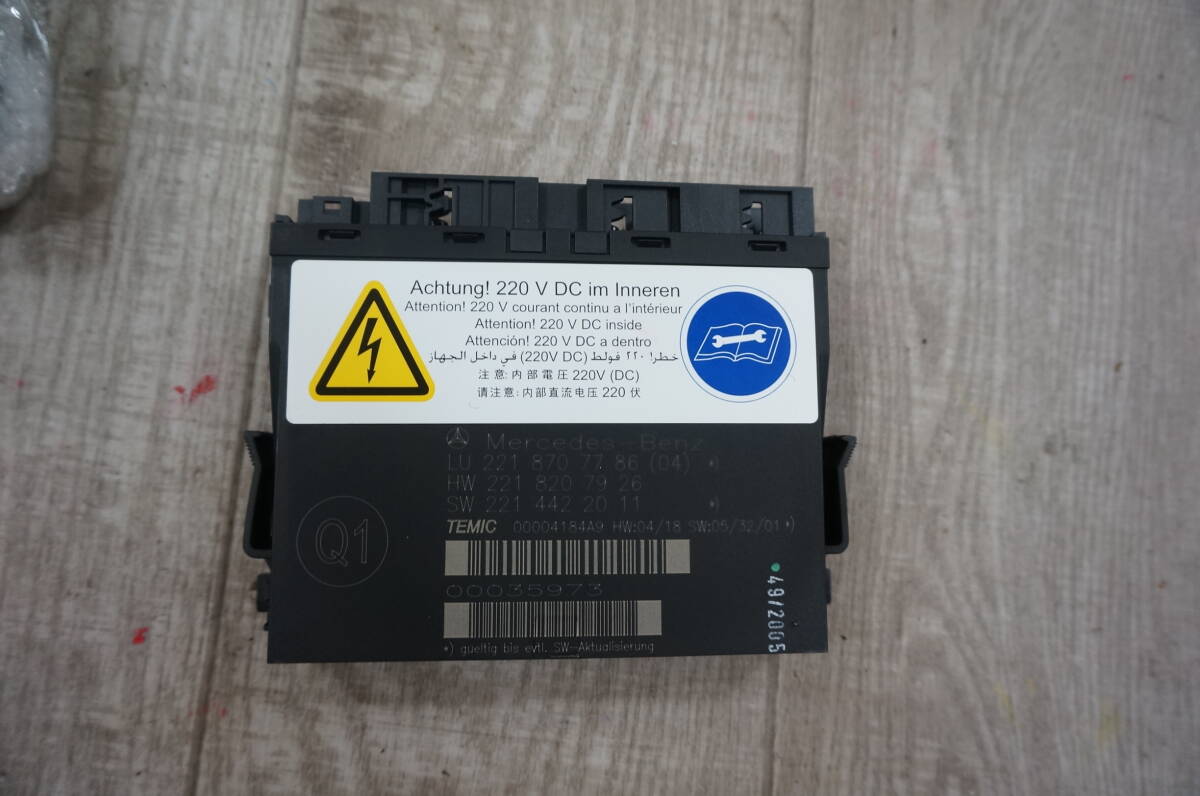 Achtung! 220 V DC im Inneren
Attention! 220 V courant continu a l'intérieur
Attention! 220 V DC inside
Atención! 220 V DC a dentro
خطر! ٢٢٠ فولط (220V DC) في داخل الجهاز
注意: 内部電圧 220V (DC)
请注意: 内部直流电压 220 伏
Mercedes-Benz
LU 221 870 77 86 (04) *)
HW 221 820 79 26
SW 221 442 20 11 *)
Q1
TEMIC 00004184A9 HW:04/18 SW:05/32/01 *)
00035973
49/2005
*) gueltig bis evtl. SW-Aktualisierung